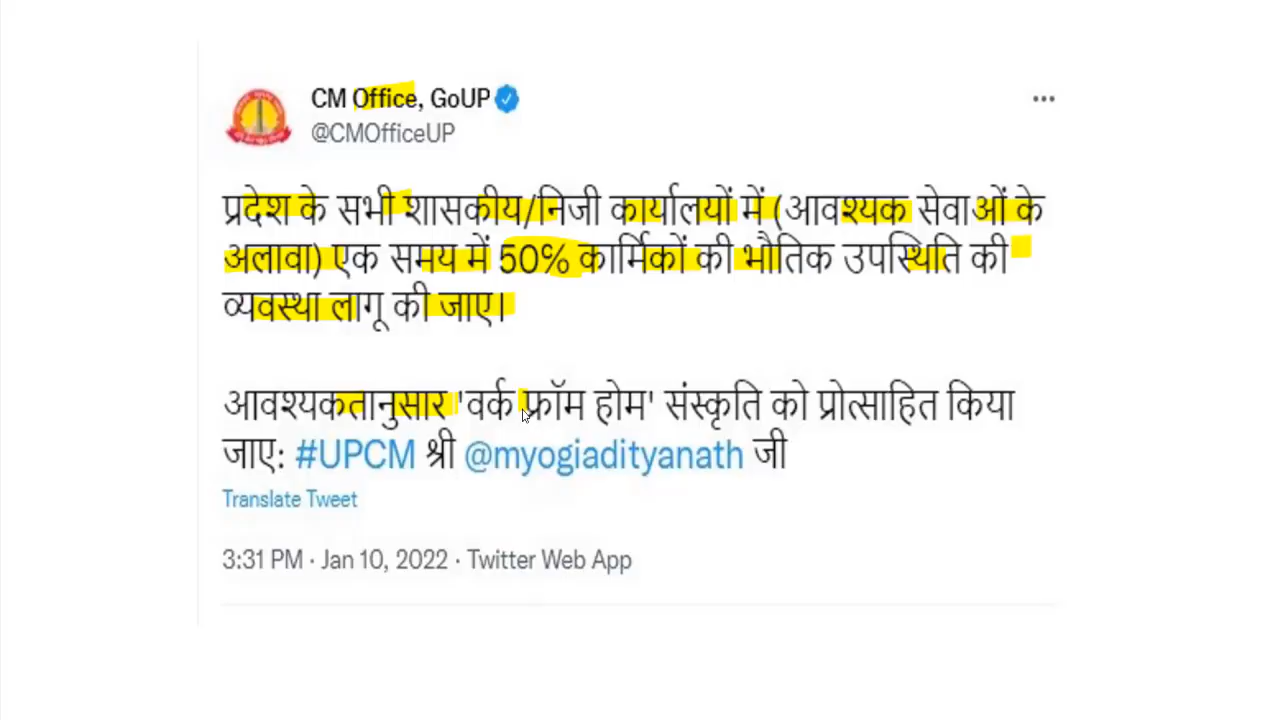 CM Office, GoUP
@CMOfficeUP
प्रदेश के सभी शासकीय/निजी कार्यालयों में (आवश्यक सेवाओं के
अलावा) एक समय में 50% कार्मिकों की भौतिक उपस्थिति की
व्यवस्था लागू की जाए।
आवश्यकतानुसार 'वर्क फ्रॉम होम' संस्कृति को प्रोत्साहित किया
जाए: #UPCM श्री @myogiadityanath जी
Translate Tweet
3:31 PM · Jan 10, 2022 · Twitter Web App